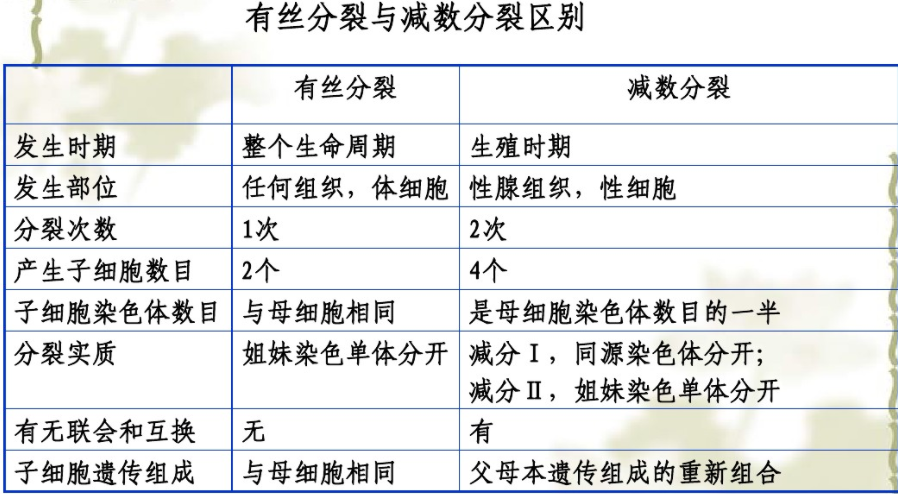 有丝分裂与减数分裂区别
有丝分裂 减数分裂
发生时期 整个生命周期 生殖时期
发生部位 任何组织，体细胞 性腺组织，性细胞
分裂次数 1次 2次
产生子细胞数目 2个 4个
子细胞染色体数目 与母细胞相同 是母细胞染色体数目的一半
分裂实质 姐妹染色单体分开 减分Ⅰ，同源染色体分开；
减分Ⅱ，姐妹染色单体分开
有无联会和互换 无 有
子细胞遗传组成 与母细胞相同 父母本遗传组成的重新组合